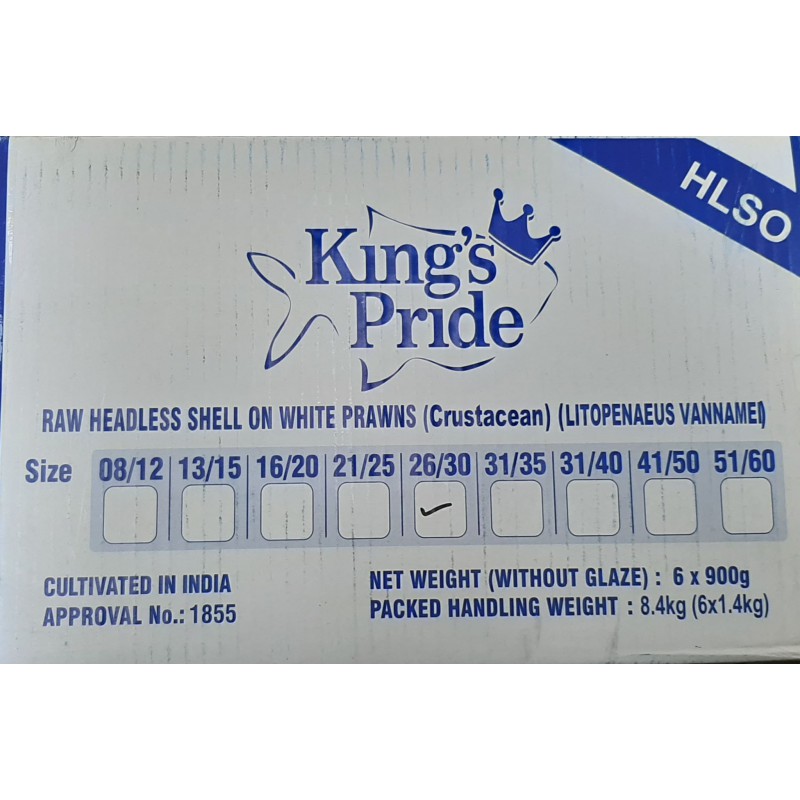 HLSO
King's
Pride
RAW HEADLESS SHELL ON WHITE PRAWNS (Crustacean) (LITOPENAEUS VANNAMEI)
Size 08/12 13/15 16/20 21/25 26/30 31/35 31/40 41/50 51/60
CULTIVATED IN INDIA
APPROVAL No.: 1855
NET WEIGHT (WITHOUT GLAZE) : 6 x 900g
PACKED HANDLING WEIGHT : 8.4kg (6x1.4kg)